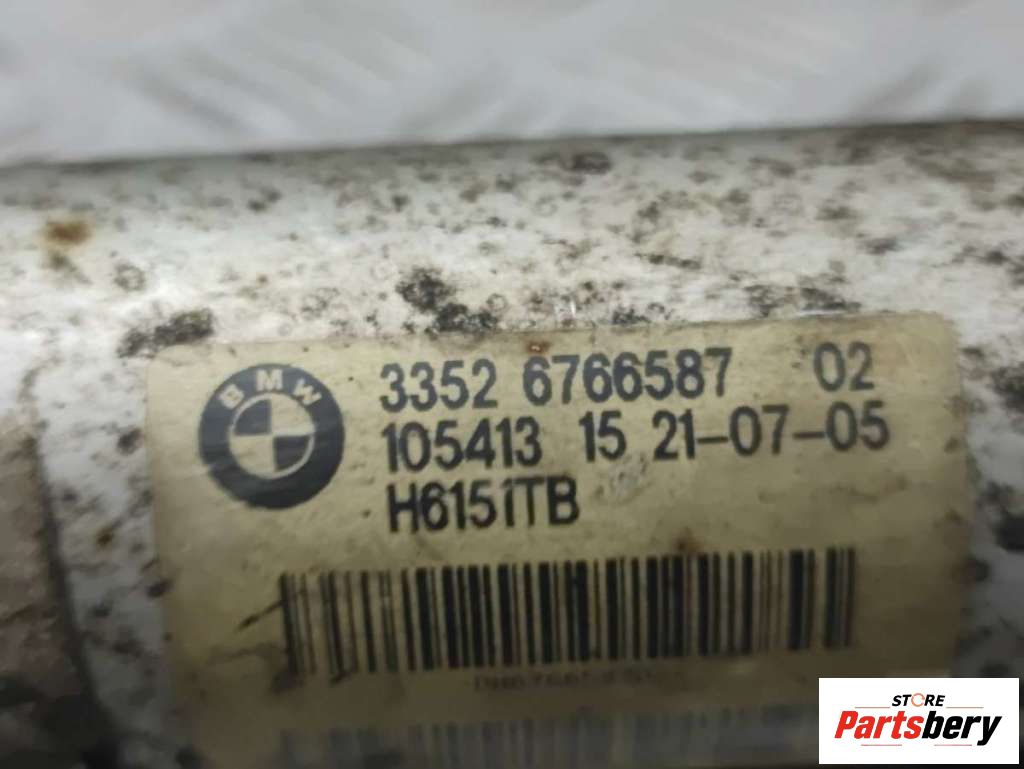 BMW
3352 6766587 02
105413 15 21-07-05
H6151TB
STORE
Partsbery